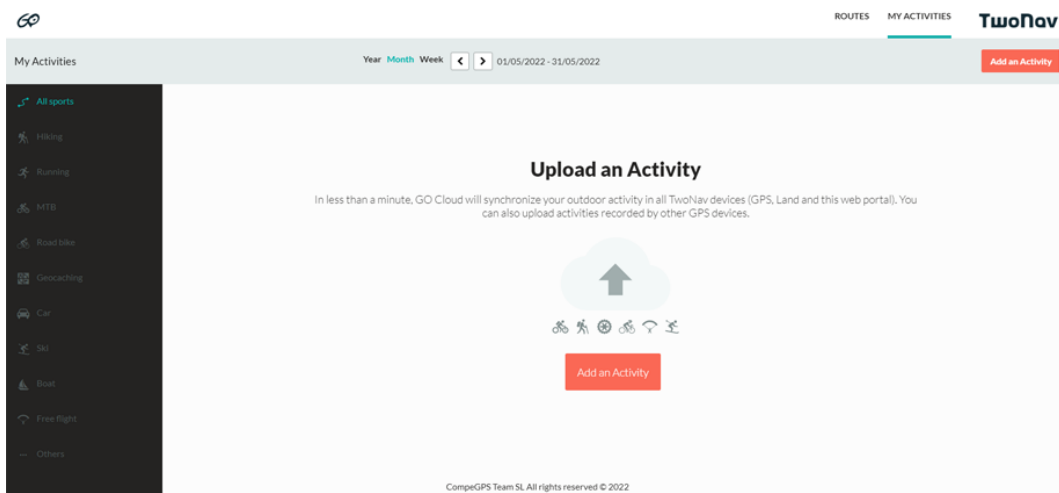 GO
ROUTES MY ACTIVITIES TwoNav
My Activities
Year Month Week < > 01/05/2022 - 31/05/2022
Add an Activity
All sports
Hiking
Running
MTB
Road bike
Geocaching
Car
Ski
Boat
Free flight
Others
Upload an Activity
In less than a minute, GO Cloud will synchronize your outdoor activity in all TwoNav devices (GPS, Land and this web portal). You
can also upload activities recorded by other GPS devices.
Add an Activity
CompeGPS Team SL All rights reserved © 2022